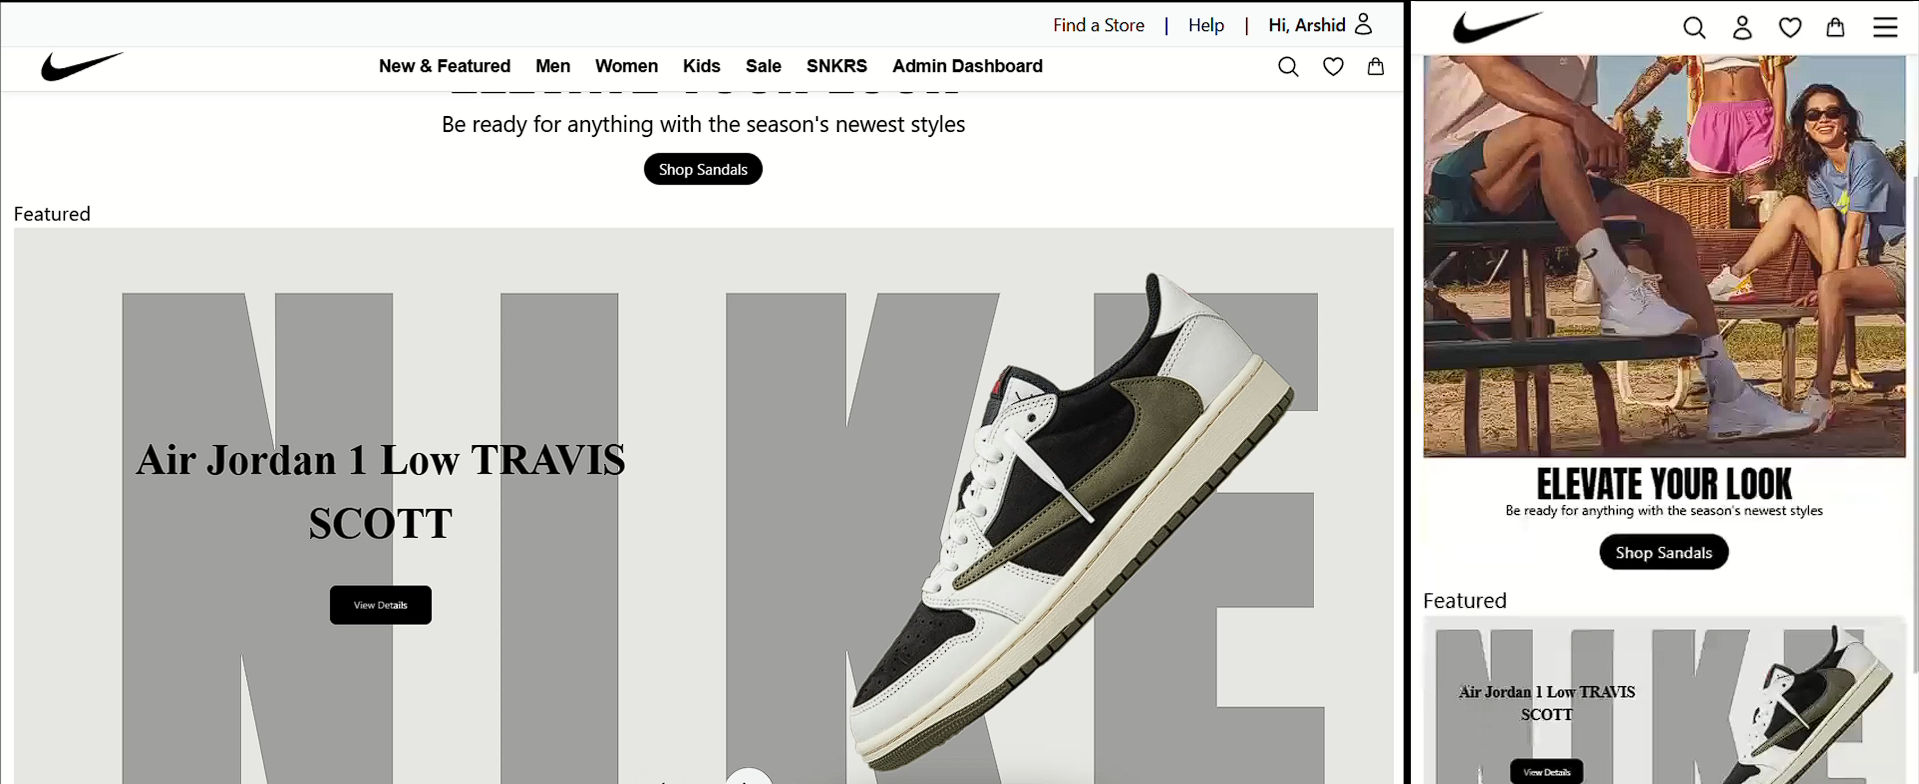 Find a Store | Help | Hi, Arshid
New & Featured Men Women Kids Sale SNKRS Admin Dashboard
ELEVATE YOUR LOOK
Be ready for anything with the season's newest styles
Shop Sandals
Featured
NIKE
Air Jordan 1 Low TRAVIS
SCOTT
View Details
ELEVATE YOUR LOOK
Be ready for anything with the season's newest styles
Shop Sandals
Featured
NIKE
Air Jordan 1 Low TRAVIS
SCOTT
View Details